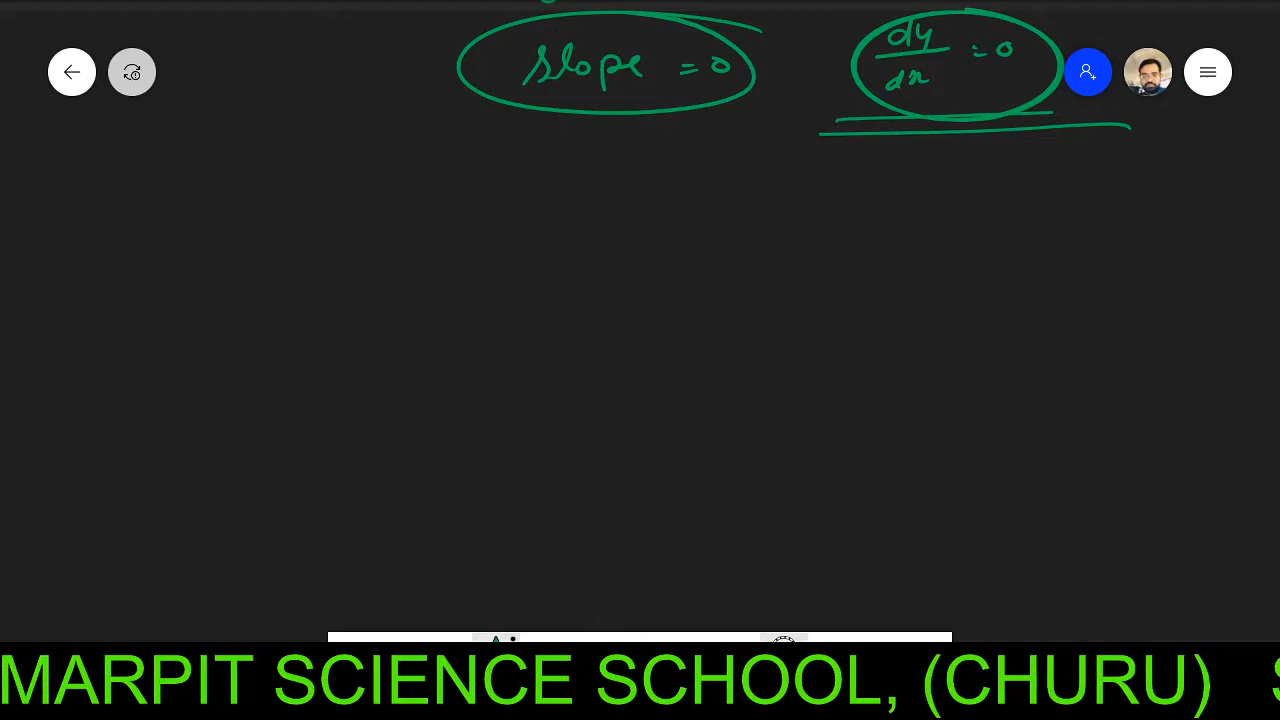 slope = 0 dy/dx = 0
MARPIT SCIENCE SCHOOL, (CHURU)